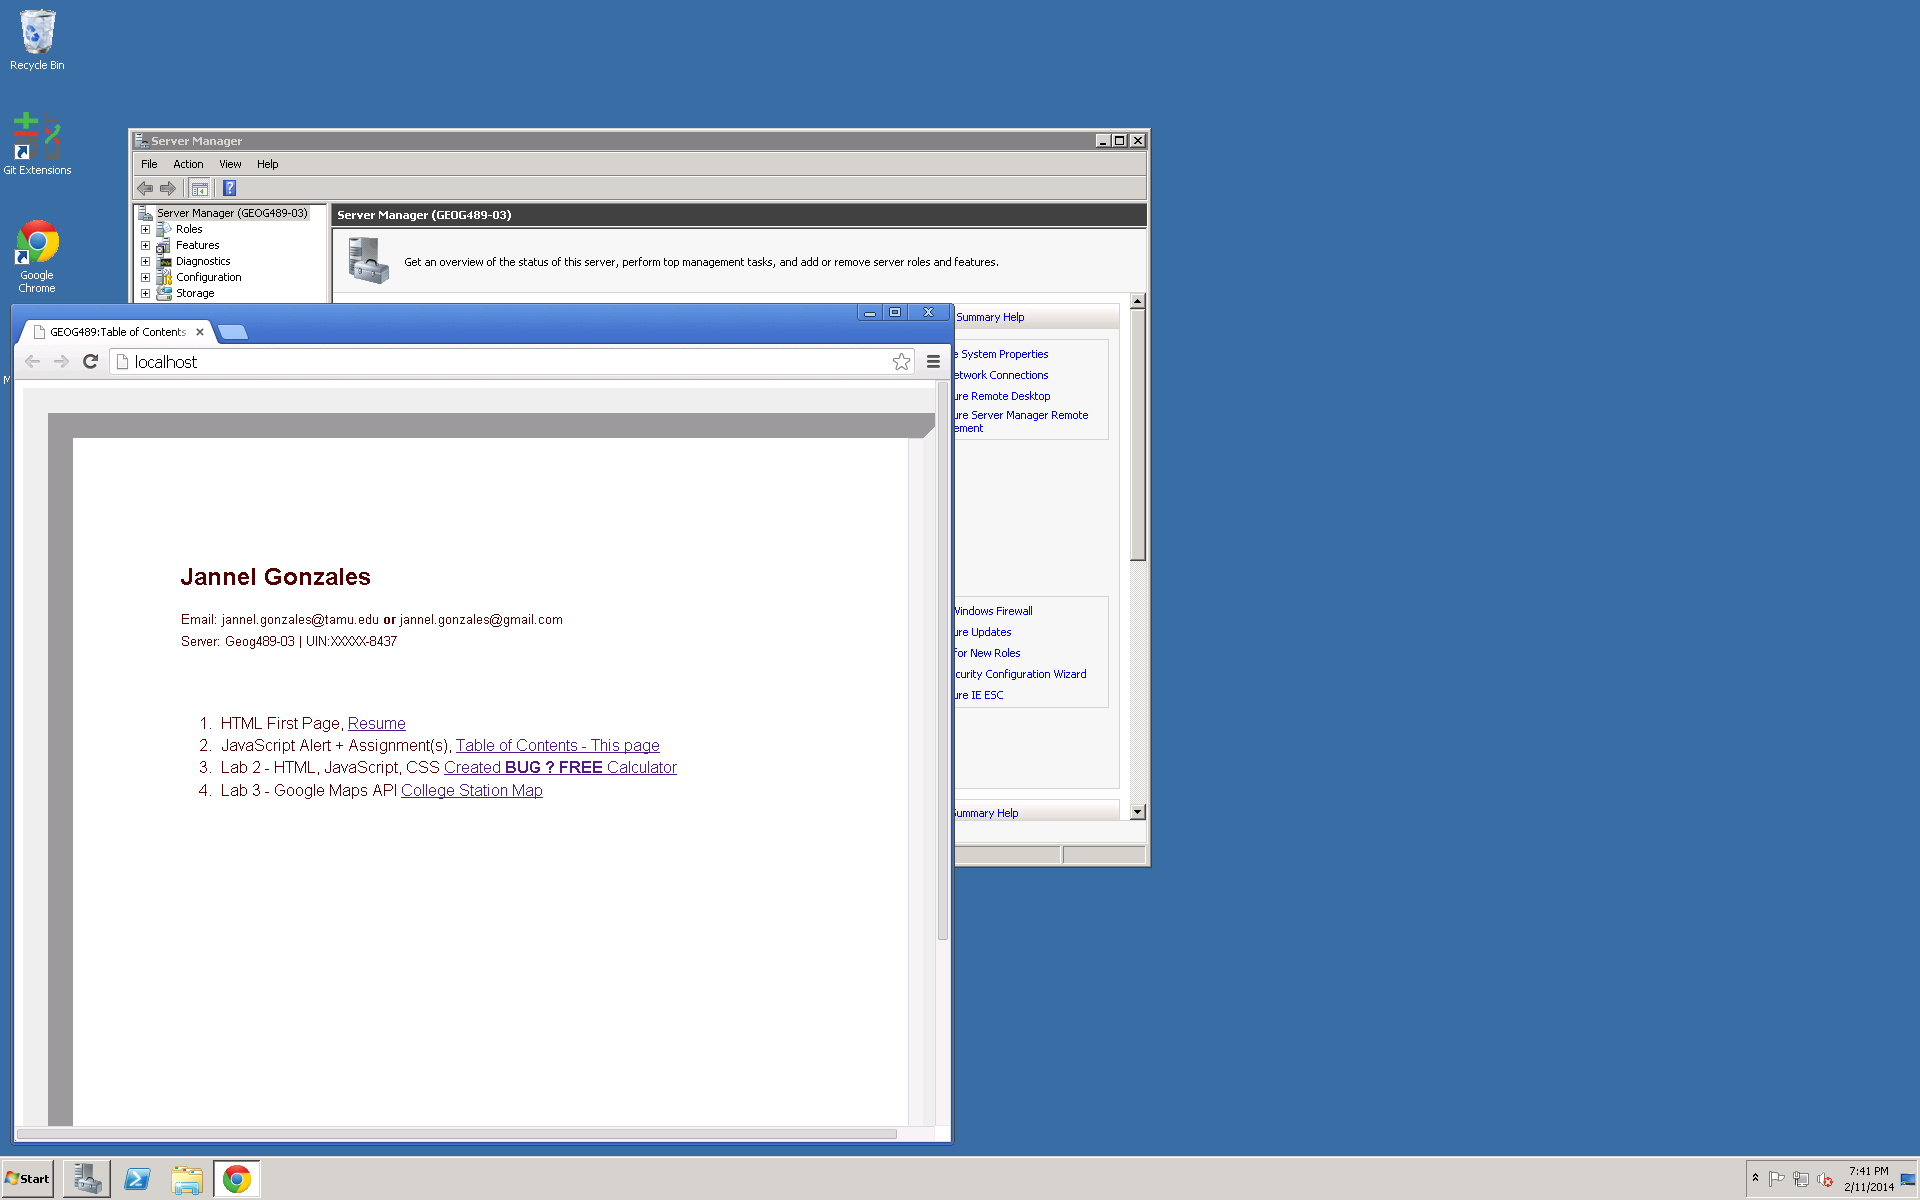 Recycle Bin
Git Extensions
Google
Chrome
M
Server Manager
File Action View Help
Server Manager (GEOG489-03)
Roles
Features
Diagnostics
Configuration
Storage
Server Manager (GEOG489-03)
Get an overview of the status of this server, perform top management tasks, and add or remove server roles and features.
Summary Help
e System Properties
etwork Connections
ure Remote Desktop
ure Server Manager Remote
ement
Windows Firewall
ure Updates
for New Roles
curity Configuration Wizard
ure IE ESC
Summary Help
GEOG489:Table of Contents
localhost
Jannel Gonzales
Email: jannel.gonzales@tamu.edu or jannel.gonzales@gmail.com
Server: Geog489-03 | UIN:XXXXX-8437
1. HTML First Page, Resume
2. JavaScript Alert + Assignment(s), Table of Contents - This page
3. Lab 2 - HTML, JavaScript, CSS Created BUG ? FREE Calculator
4. Lab 3 - Google Maps API College Station Map
Start
7:41 PM
2/11/2014